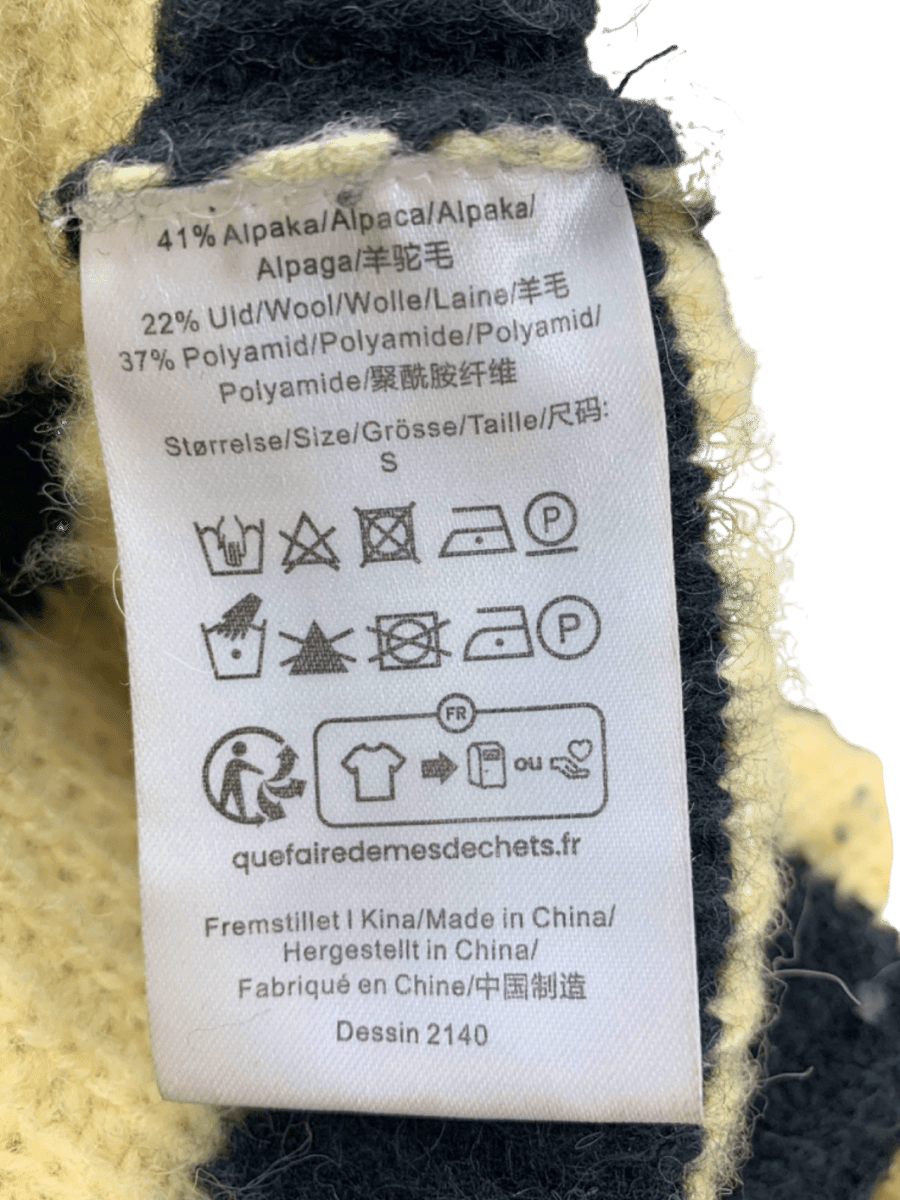 41% Alpaka/Alpaca/Alpaka/
Alpaga/羊驼毛
22% Uld/Wool/Wolle/Laine/羊毛
37% Polyamid/Polyamide/Polyamid/
Polyamide/聚酰胺纤维
Størrelse/Size/Grösse/Taille/尺码:
S
P
P
FR
ou
quefairedemesdechets.fr
Fremstillet I Kina/Made in China/
Hergestellt in China/
Fabriqué en Chine/中国制造
Dessin 2140